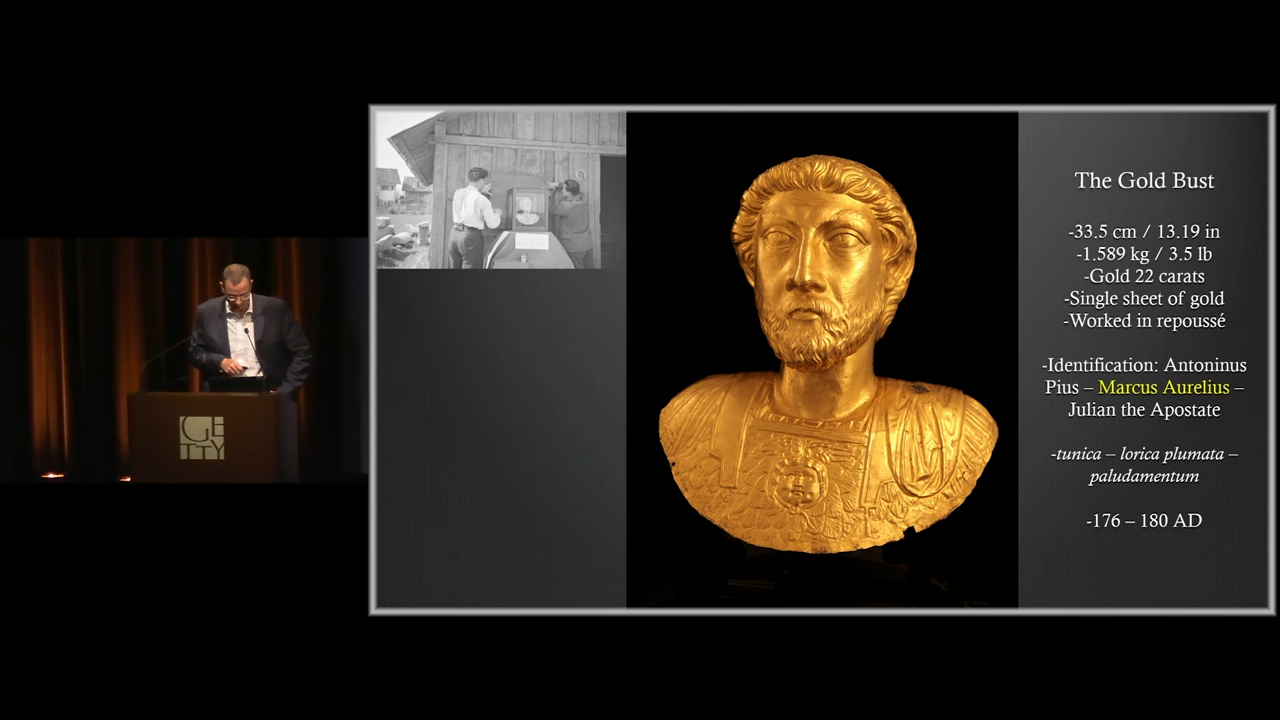 GE
TTY
The Gold Bust
-33.5 cm / 13.19 in
-1.589 kg / 3.5 lb
-Gold 22 carats
-Single sheet of gold
-Worked in repoussé
-Identification: Antoninus
Pius – Marcus Aurelius –
Julian the Apostate
-tunica – lorica plumata –
paludamentum
-176 – 180 AD